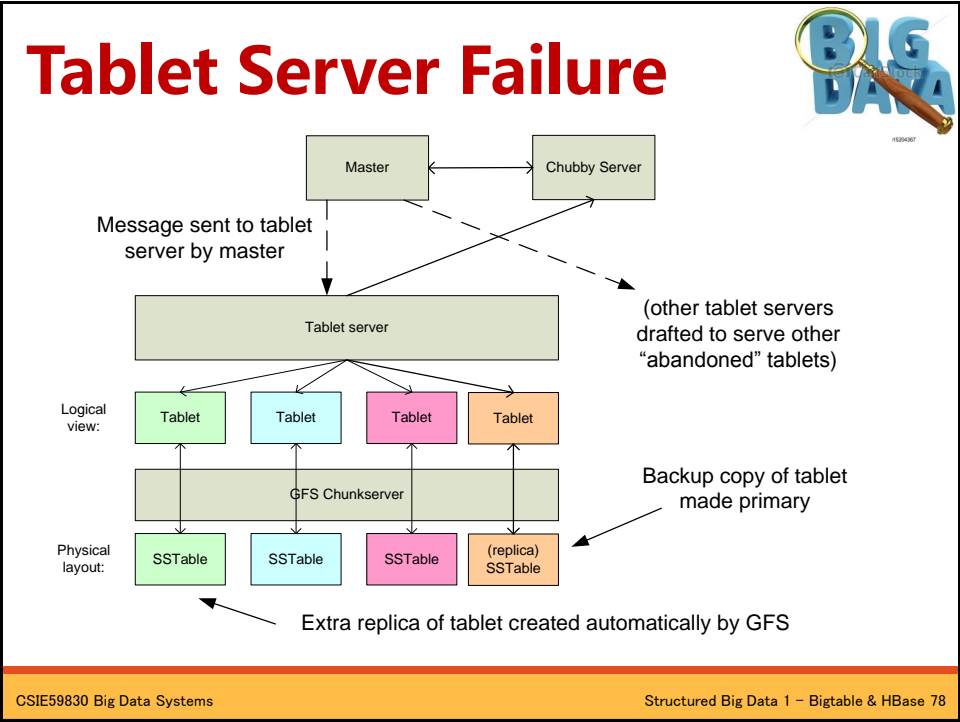 Tablet Server Failure
BIG
DATA
(C) CanStock
r15204367
Master
Chubby Server
Message sent to tablet
server by master
Tablet server
(other tablet servers
drafted to serve other
“abandoned” tablets)
Logical
view:
Tablet
Tablet
Tablet
Tablet
GFS Chunkserver
Backup copy of tablet
made primary
Physical
layout:
SSTable
SSTable
SSTable
(replica)
SSTable
Extra replica of tablet created automatically by GFS
CSIE59830 Big Data Systems
Structured Big Data 1 – Bigtable & HBase 78